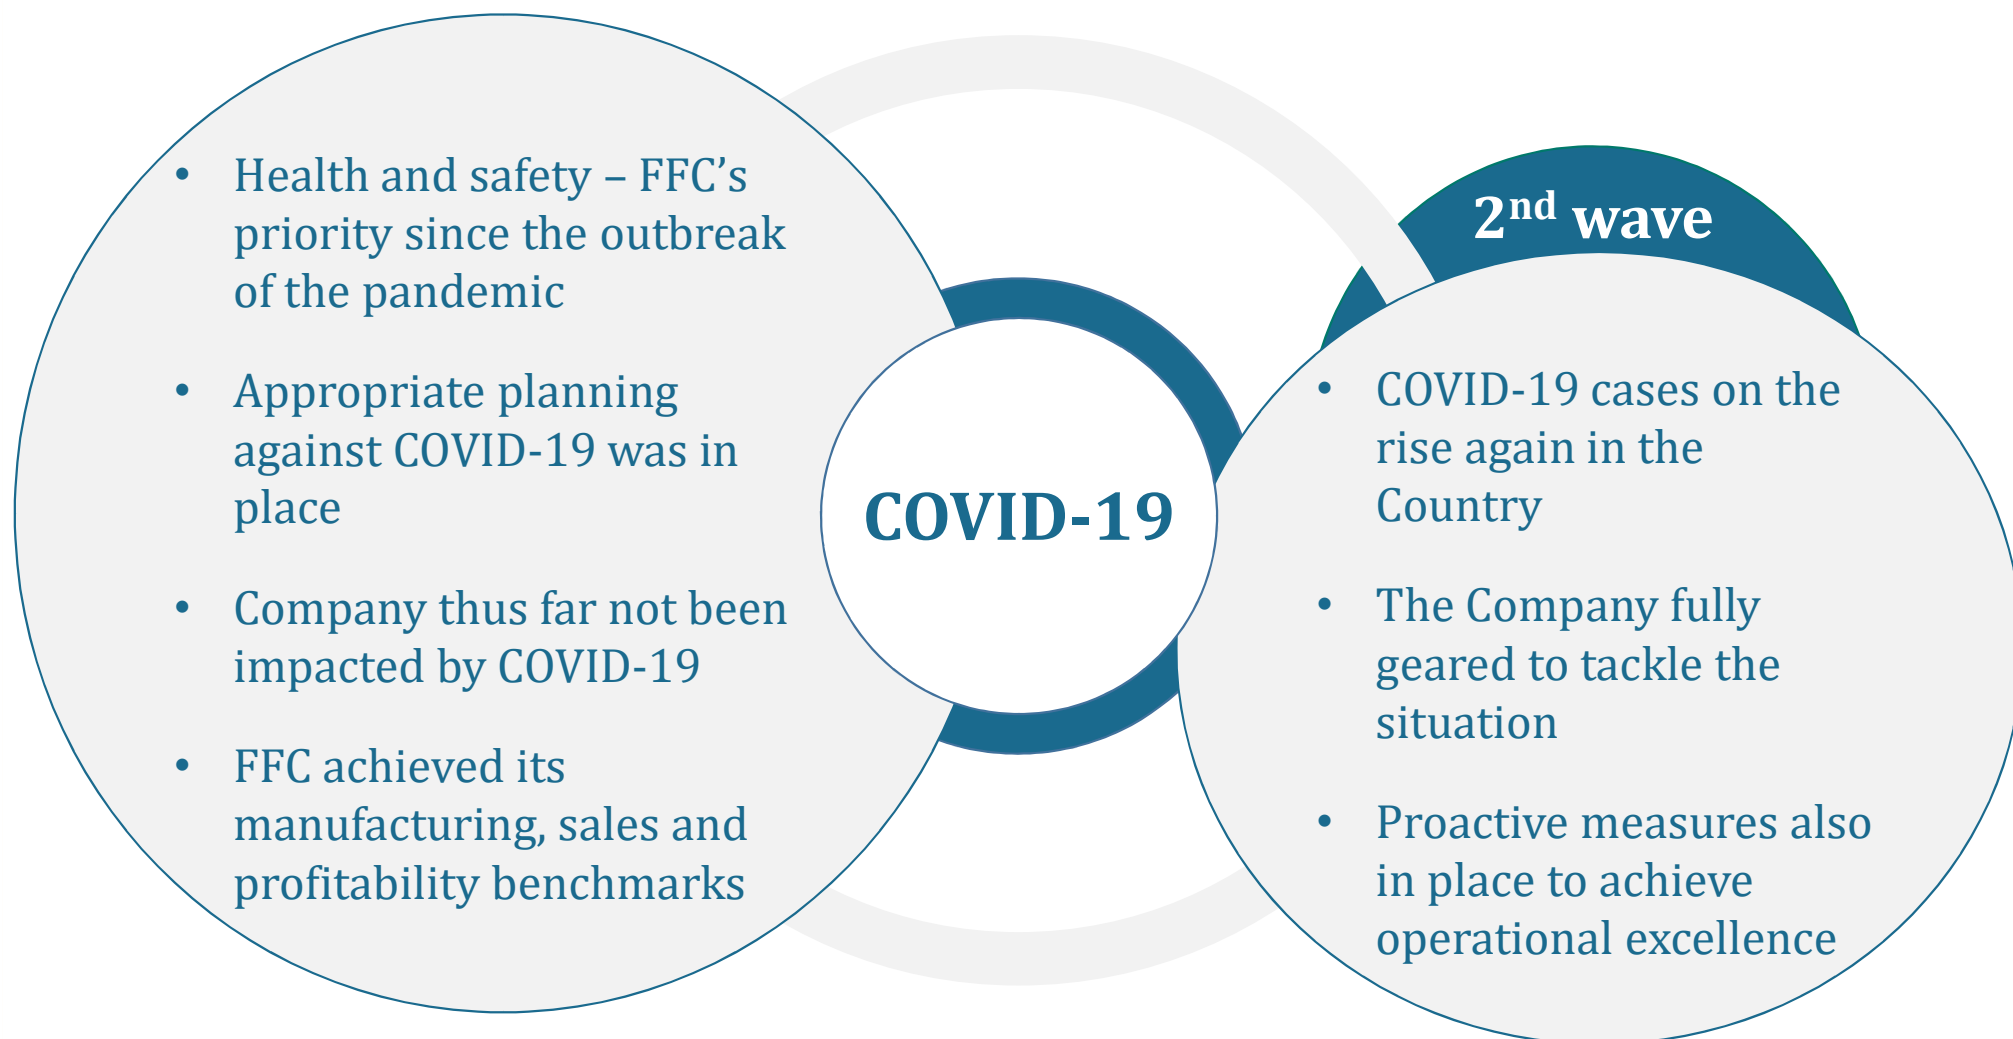 • Health and safety – FFC’s
priority since the outbreak
of the pandemic
• Appropriate planning
against COVID-19 was in
place
• Company thus far not been
impacted by COVID-19
• FFC achieved its
manufacturing, sales and
profitability benchmarks
COVID-19
2nd wave
• COVID-19 cases on the
rise again in the
Country
• The Company fully
geared to tackle the
situation
• Proactive measures also
in place to achieve
operational excellence